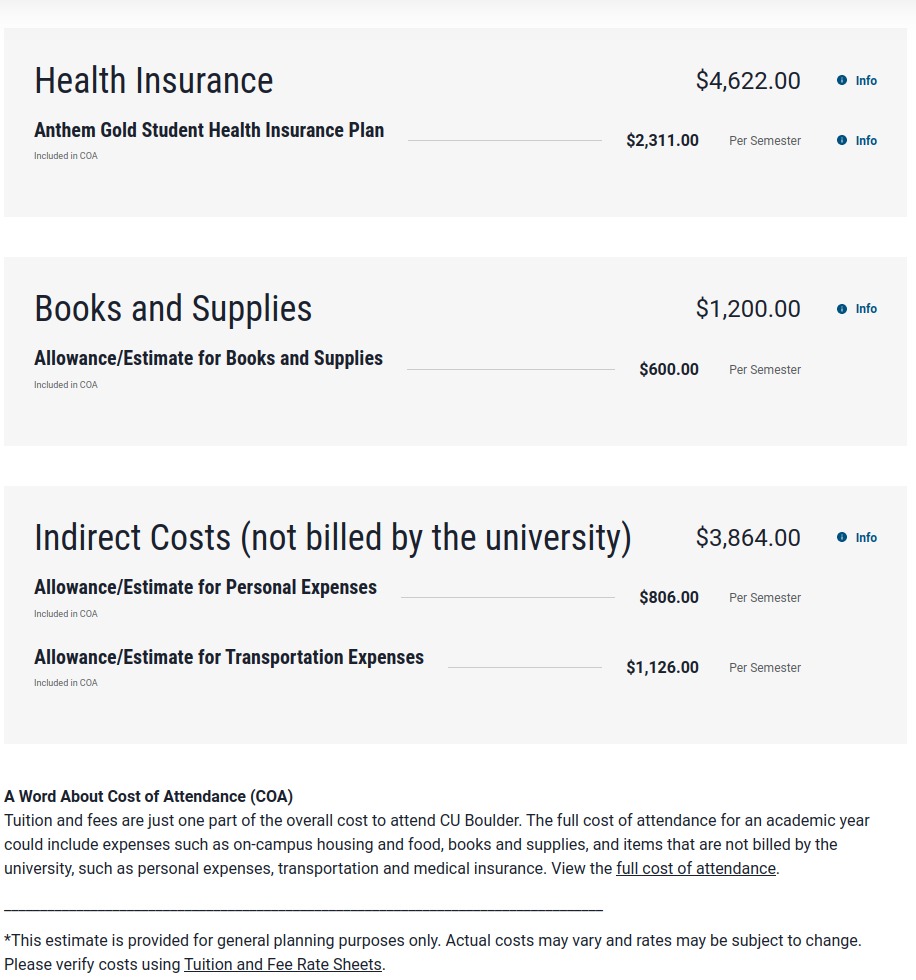 Health Insurance $4,622.00 Info
Anthem Gold Student Health Insurance Plan $2,311.00 Per Semester Info
Included in COA
Books and Supplies $1,200.00 Info
Allowance/Estimate for Books and Supplies $600.00 Per Semester
Included in COA
Indirect Costs (not billed by the university) $3,864.00 Info
Allowance/Estimate for Personal Expenses $806.00 Per Semester
Included in COA
Allowance/Estimate for Transportation Expenses $1,126.00 Per Semester
Included in COA
A Word About Cost of Attendance (COA)
Tuition and fees are just one part of the overall cost to attend CU Boulder. The full cost of attendance for an academic year
could include expenses such as on-campus housing and food, books and supplies, and items that are not billed by the
university, such as personal expenses, transportation and medical insurance. View the full cost of attendance.
*This estimate is provided for general planning purposes only. Actual costs may vary and rates may be subject to change.
Please verify costs using Tuition and Fee Rate Sheets.